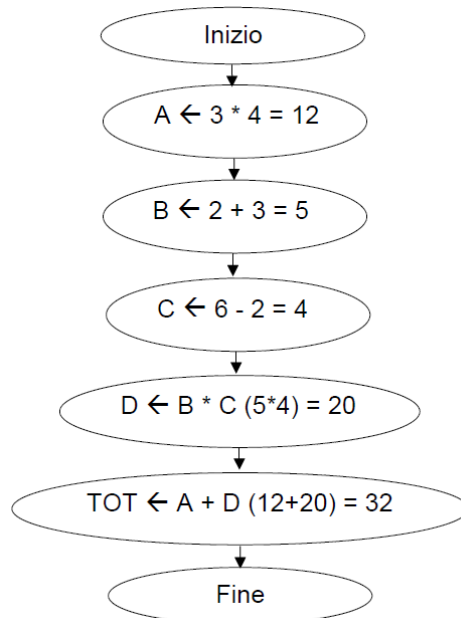 Inizio
A ← 3 * 4 = 12
B ← 2 + 3 = 5
C ← 6 - 2 = 4
D ← B * C (5*4) = 20
TOT ← A + D (12+20) = 32
Fine